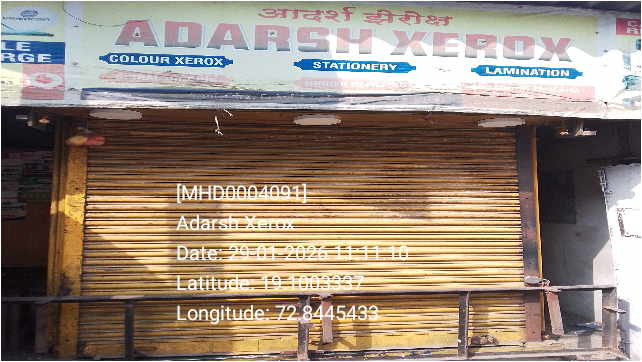 आदर्श झेरॉक्ष
ADARSH XEROX
COLOUR XEROX
STATIONERY
LAMINATION
LE
RGE
[MHD0004091]
Adarsh Xerox
Date: 29-01-2026 11:11:10
Latitude: 19.1003337
Longitude: 72.8445433